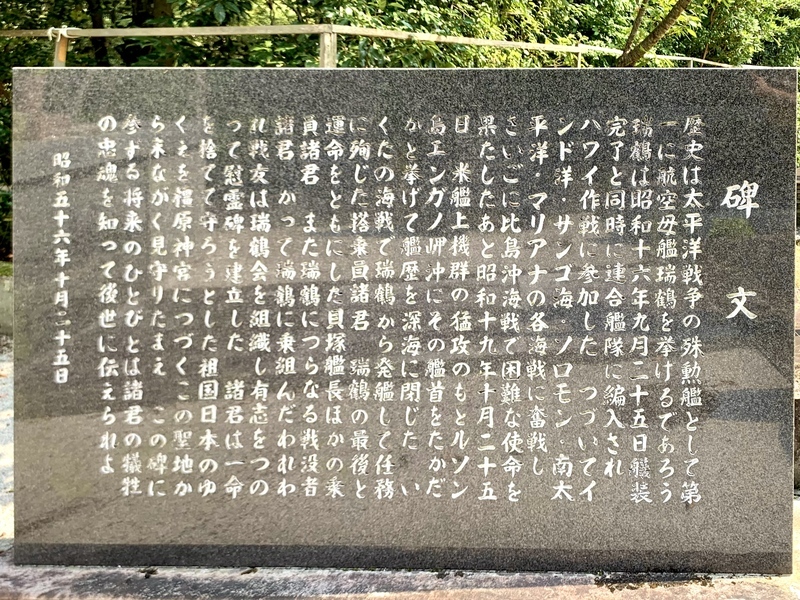 碑文
歴史は太平洋戦争の殊勲艦として第
一に航空母艦瑞鶴を挙げるであろう
瑞鶴は昭和十六年九月二十五日艤装
完了と同時に連合艦隊に編入され
ハワイ作戦に参加した　つづいてイ
ンド洋・サンゴ海・ソロモン・南太
平洋・マリアナの各海戦に奮戦し
さいごに比島沖海戦で困難な使命を
果たしたあと昭和十九年十月二十五
日　米艦上機群の猛攻のもとルソン
島エンガノ岬沖にその艦首をたかだ
かと挙げて艦歴を深海に閉じた　い
くたの海戦で瑞鶴から発艦して任務
に殉じた搭乗員諸君　瑞鶴の最後と
運命をともにした貝塚艦長ほかの乗
員諸君　また瑞鶴につらなる戦没者
諸君　かつて瑞鶴に乗組んだわれわ
れ戦友は瑞鶴会を組織し有志をつの
って慰霊碑を建立した　諸君は一命
を捨てて守ろうとした祖国日本のゆ
くえを橿原神宮につづくこの聖地か
ら末ながく見守りたまえ　この碑に
参ずる将来のひとびとは諸君の犠牲
の忠魂を知って後世に伝えられよ
昭和五十六年十月二十五日